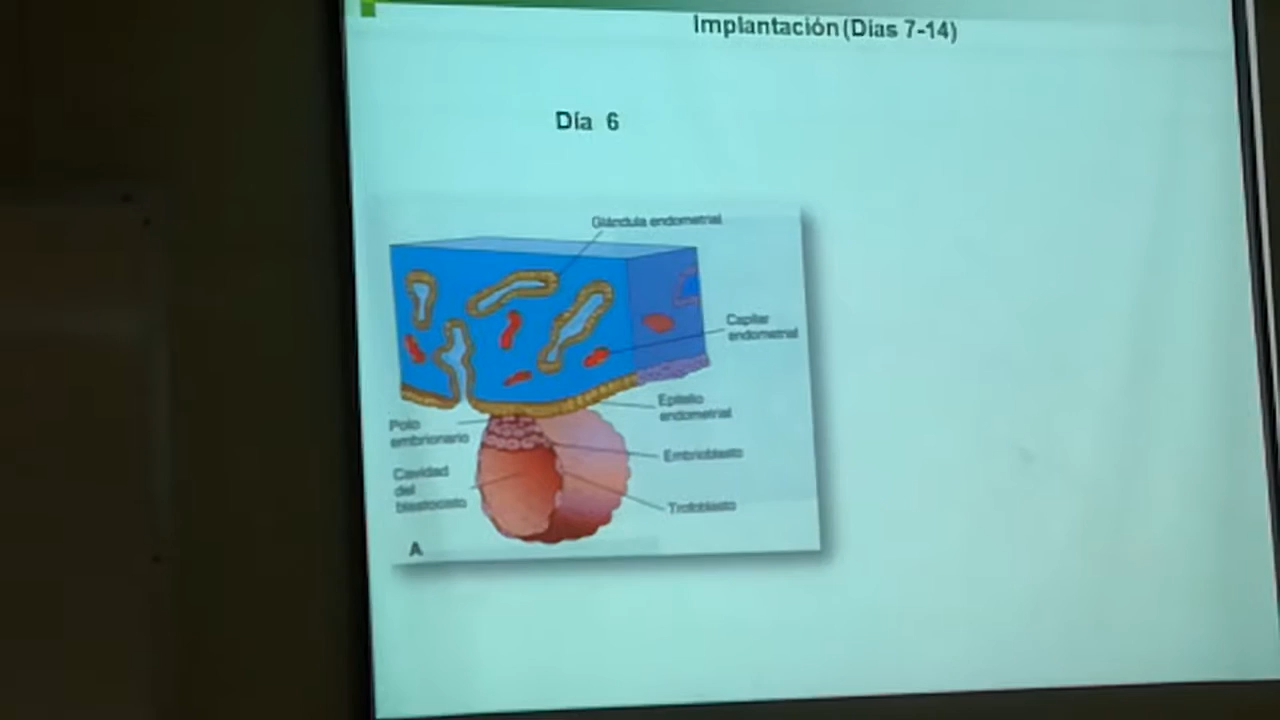 Implantación (Días 7-14)
Día 6
Glándula endometrial
Capilar
endometrial
Epitelio
endometrial
Polo
embrionario
Embrioblasto
Cavidad
del
blastocisto
Trofoblasto
A